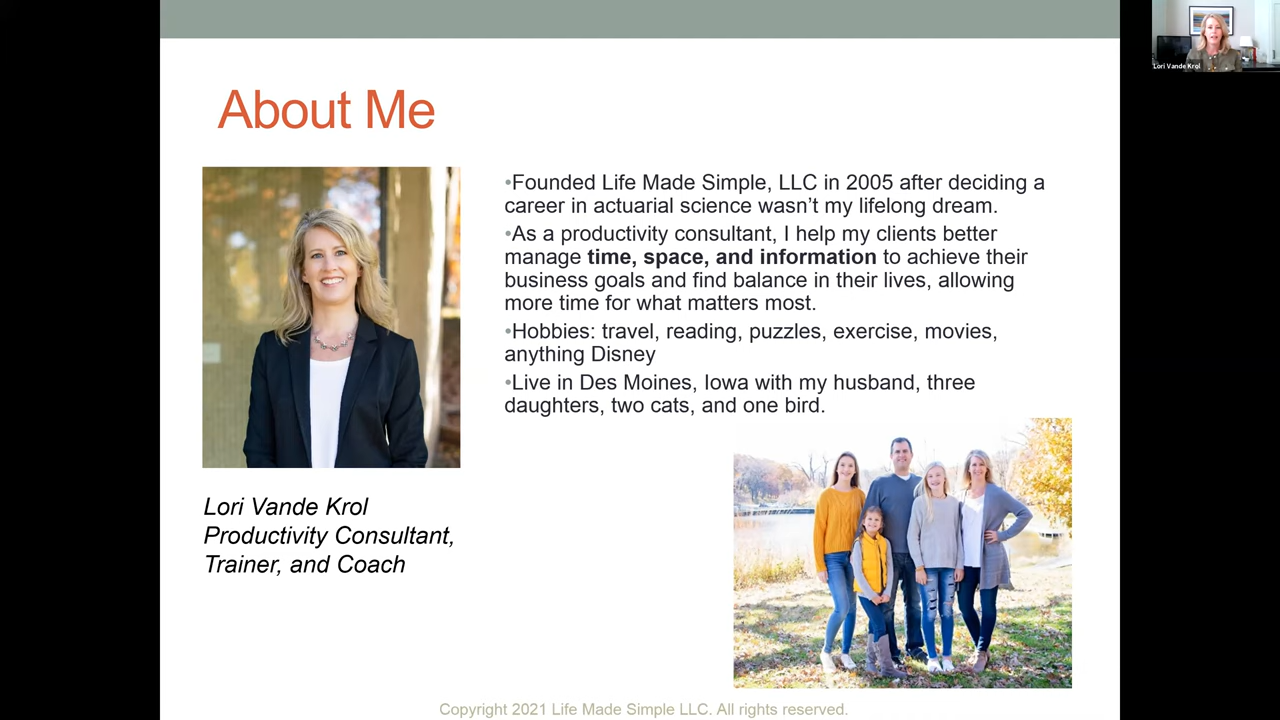 Lori Vande Krol
About Me
•Founded Life Made Simple, LLC in 2005 after deciding a
career in actuarial science wasn’t my lifelong dream.
•As a productivity consultant, I help my clients better
manage time, space, and information to achieve their
business goals and find balance in their lives, allowing
more time for what matters most.
•Hobbies: travel, reading, puzzles, exercise, movies,
anything Disney
•Live in Des Moines, Iowa with my husband, three
daughters, two cats, and one bird.
Lori Vande Krol
Productivity Consultant,
Trainer, and Coach
Copyright 2021 Life Made Simple LLC. All rights reserved.